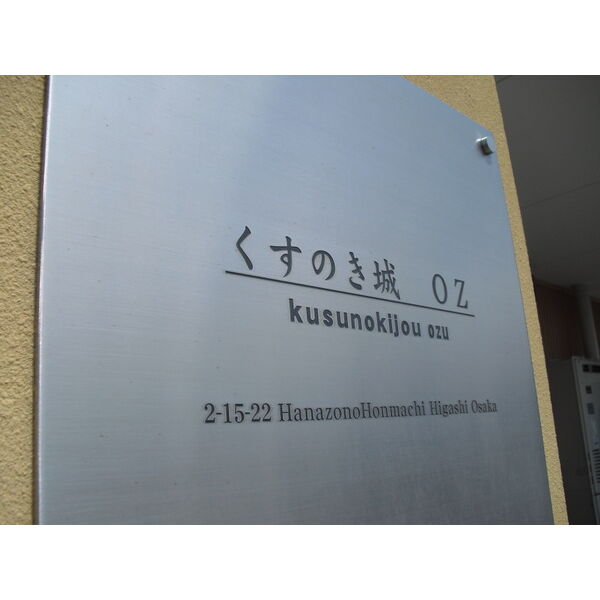 くすのき城　OZ
kusunokijou ozu
2-15-22 HanazonoHonmachi Higashi Osaka